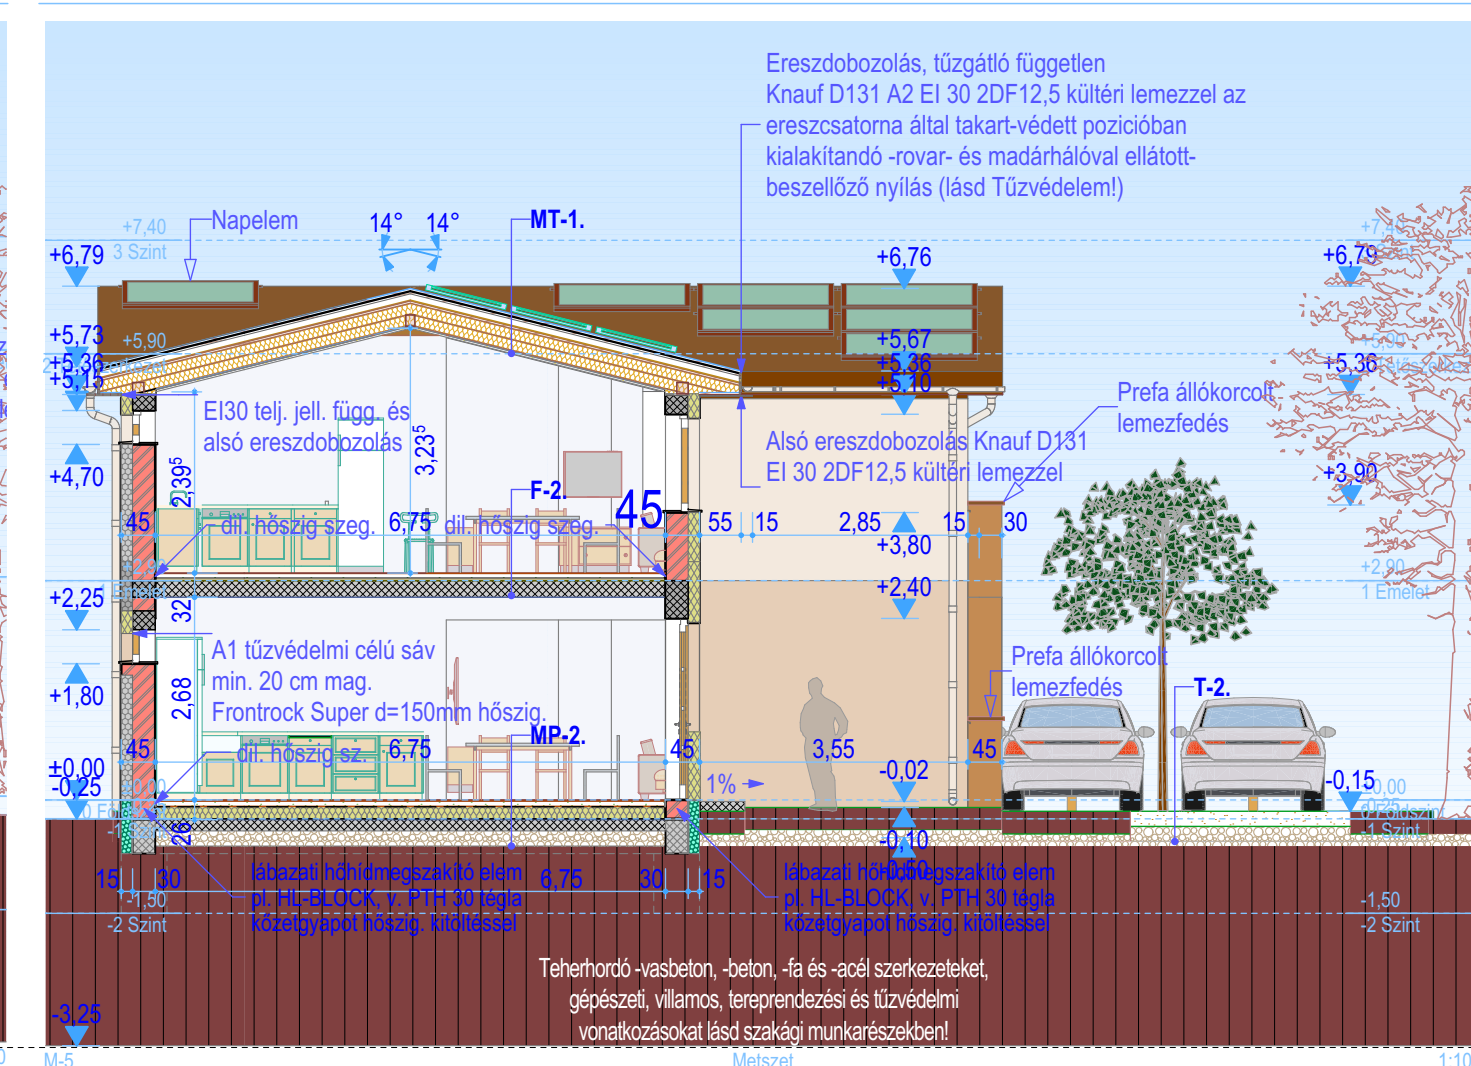 Ereszdobozolás, tűzgátló független
Knauf D131 A2 EI 30 2DF12,5 kültéri lemezzel az
ereszcsatorna által takart-védett pozicióban
kialakítandó -rovar- és madárhálóval ellátott-
beszellőző nyílás (lásd Tűzvédelem!)
Napelem
14° 14°
MT-1.
+7,40
3 Szint
+6,79
+6,76
+6,79
+5,73
+5,90
+5,36
+5,15
+5,67
+5,36
+5,10
+5,36
Prefa állókorcolt
lemezfedés
EI30 telj. jell. függ. és
alsó ereszdobozolás
Alsó ereszdobozolás Knauf D131
EI 30 2DF12,5 kültéri lemezzel
+4,70
2,39⁵
3,23⁵
+3,90
F-2.
45
45 dil. hőszig szeg. 6,75 dil. hőszig szeg. 55 15 2,85 15 30
+3,80
+2,90
1 Emelet
+2,40
+2,25
32
A1 tűzvédelmi célú sáv
min. 20 cm mag.
Frontrock Super d=150mm hőszig.
Prefa állókorcolt
lemezfedés
T-2.
+1,80
2,68
MP-2.
45 dil. hőszig sz. 6,75 45 3,55 45
±0,00
-0,25
1%
-0,02
-0,15
-1 Szint
26
-0,10
-0,50
lábazati hőhídmegszakító elem
pl. HL-BLOCK, v. PTH 30 tégla
kőzetgyapot hőszig. kitöltéssel
15 30 6,75 30 15
lábazati hőhídmegszakító elem
pl. HL-BLOCK, v. PTH 30 tégla
kőzetgyapot hőszig. kitöltéssel
-1,50
-2 Szint
-1,50
-2 Szint
Teherhordó -vasbeton, -beton, -fa és -acél szerkezeteket,
gépészeti, villamos, tereprendezési és tűzvédelmi
vonatkozásokat lásd szakági munkarészekben!
-3,25
M-5
Metszet
1:10